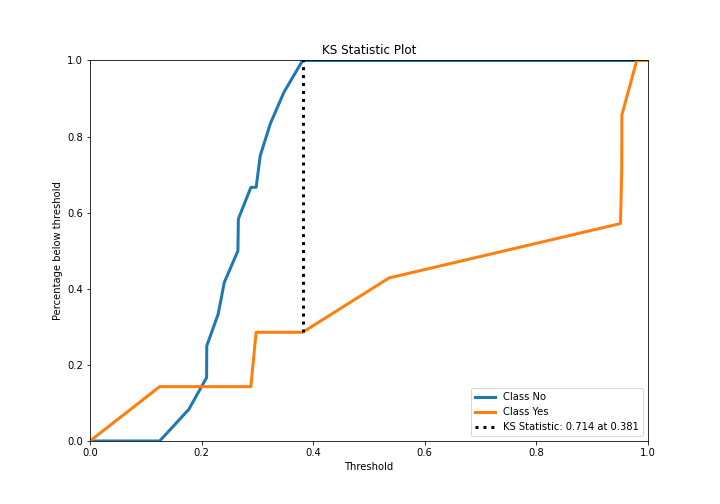 KS Statistic Plot
1.0
0.8
0.6
0.4
0.2
0.0
Percentage below threshold
0.0 0.2 0.4 0.6 0.8 1.0
Threshold
Class No
Class Yes
KS Statistic: 0.714 at 0.381